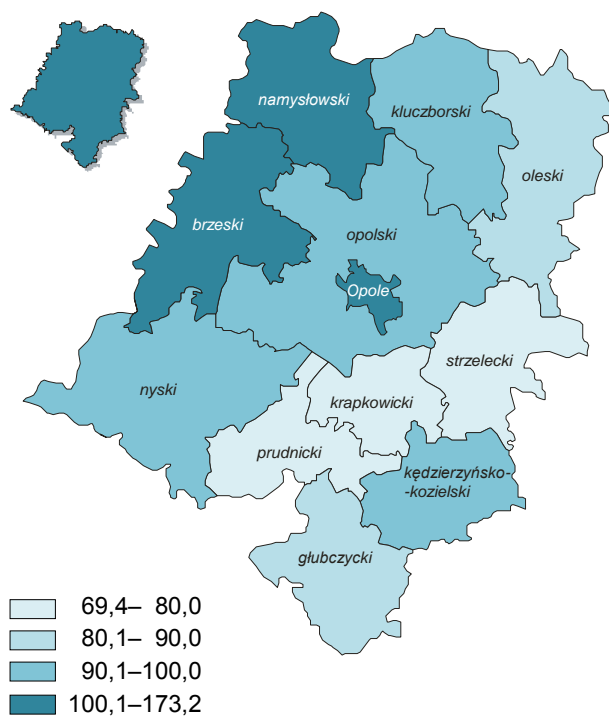 namysłowski
kluczborski
oleski
brzeski
opolski
Opole
strzelecki
nyski
krapkowicki
prudnicki
kędzierzyńsko-
-kozielski
głubczycki
69,4– 80,0
80,1– 90,0
90,1–100,0
100,1–173,2